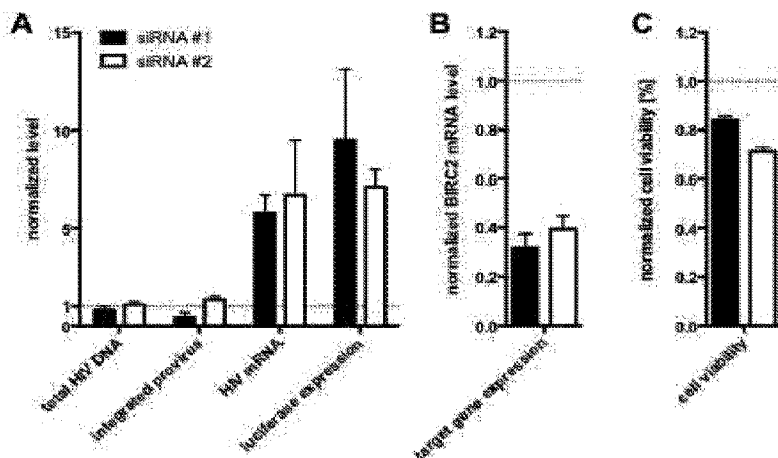 A
siRNA #1
siRNA #2
normalized level
15
10
5
1
0
total HIV DNA
integrated provirus
HIV mRNA
luciferase expression
B
normalized BIRC2 mRNA level
1.2
1.0
0.8
0.6
0.4
0.2
0.0
target gene expression
C
normalized cell viability [%]
1.2
1.0
0.8
0.6
0.4
0.2
0.0
cell viability